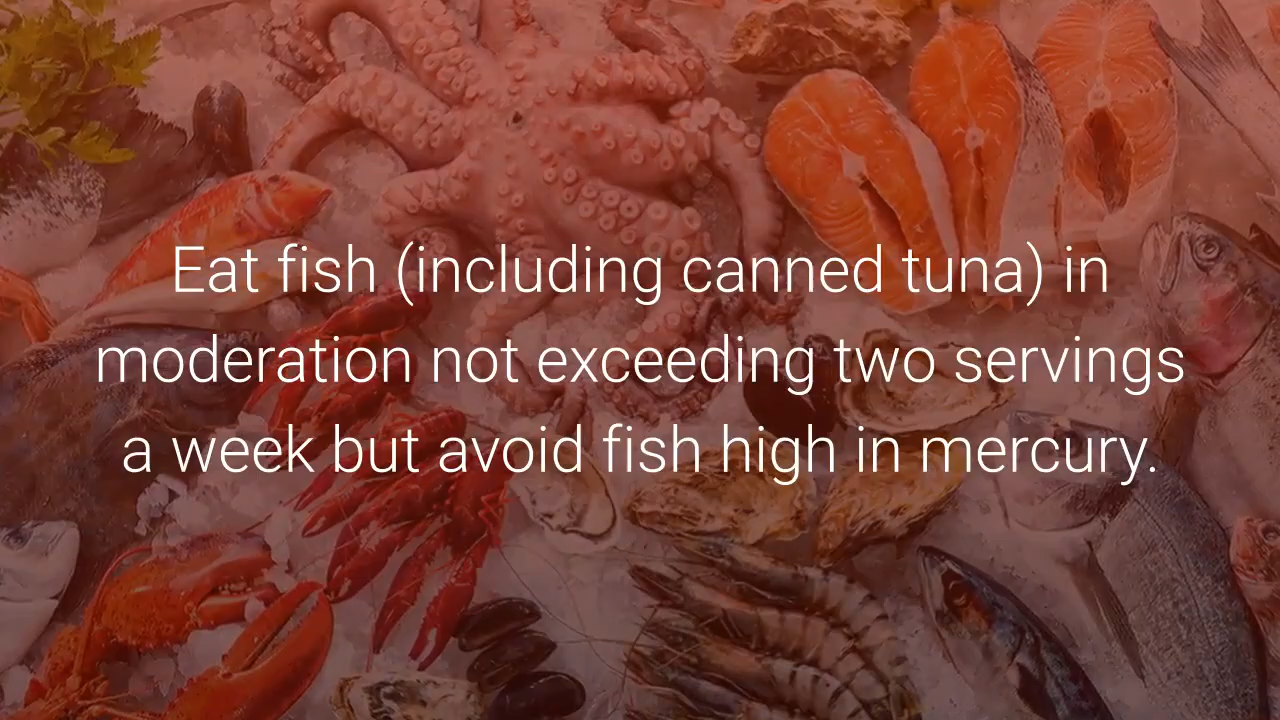 Eat fish (including canned tuna) in
moderation not exceeding two servings
a week but avoid fish high in mercury.